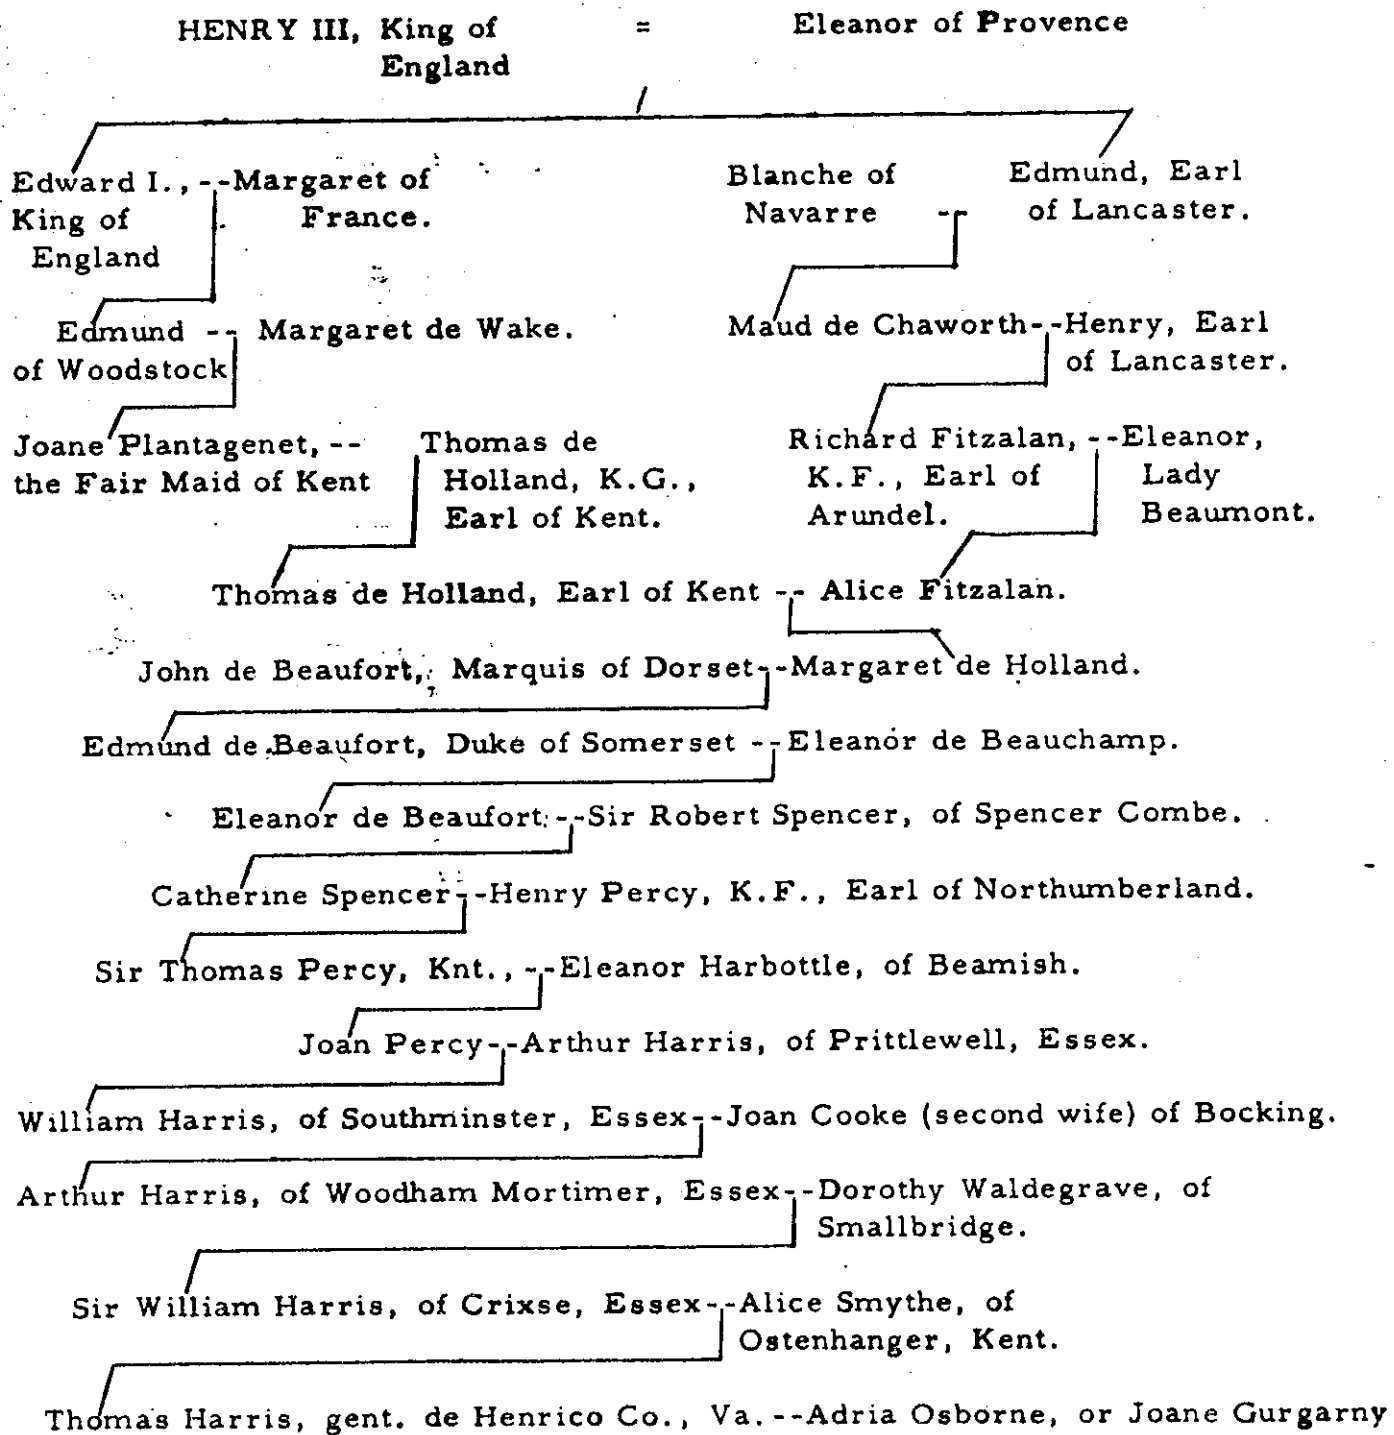 HENRY III, King of England = Eleanor of Provence
Edward I., --Margaret of Blanche of Edmund, Earl
King of France. Navarre -- of Lancaster.
England
Edmund -- Margaret de Wake. Maud de Chaworth--Henry, Earl
of Woodstock of Lancaster.
Joane Plantagenet, -- Thomas de Richard Fitzalan, --Eleanor,
the Fair Maid of Kent Holland, K.G., K.F., Earl of Lady
Earl of Kent. Arundel. Beaumont.
Thomas de Holland, Earl of Kent -- Alice Fitzalan.
John de Beaufort, Marquis of Dorset--Margaret de Holland.
Edmund de Beaufort, Duke of Somerset --Eleanor de Beauchamp.
Eleanor de Beaufort --Sir Robert Spencer, of Spencer Combe.
Catherine Spencer--Henry Percy, K.F., Earl of Northumberland.
Sir Thomas Percy, Knt., --Eleanor Harbottle, of Beamish.
Joan Percy--Arthur Harris, of Prittlewell, Essex.
William Harris, of Southminster, Essex--Joan Cooke (second wife) of Bocking.
Arthur Harris, of Woodham Mortimer, Essex--Dorothy Waldegrave, of
Smallbridge.
Sir William Harris, of Crixse, Essex--Alice Smythe, of
Ostenhanger, Kent.
Thomas Harris, gent. de Henrico Co., Va. --Adria Osborne, or Joane Gurgarny